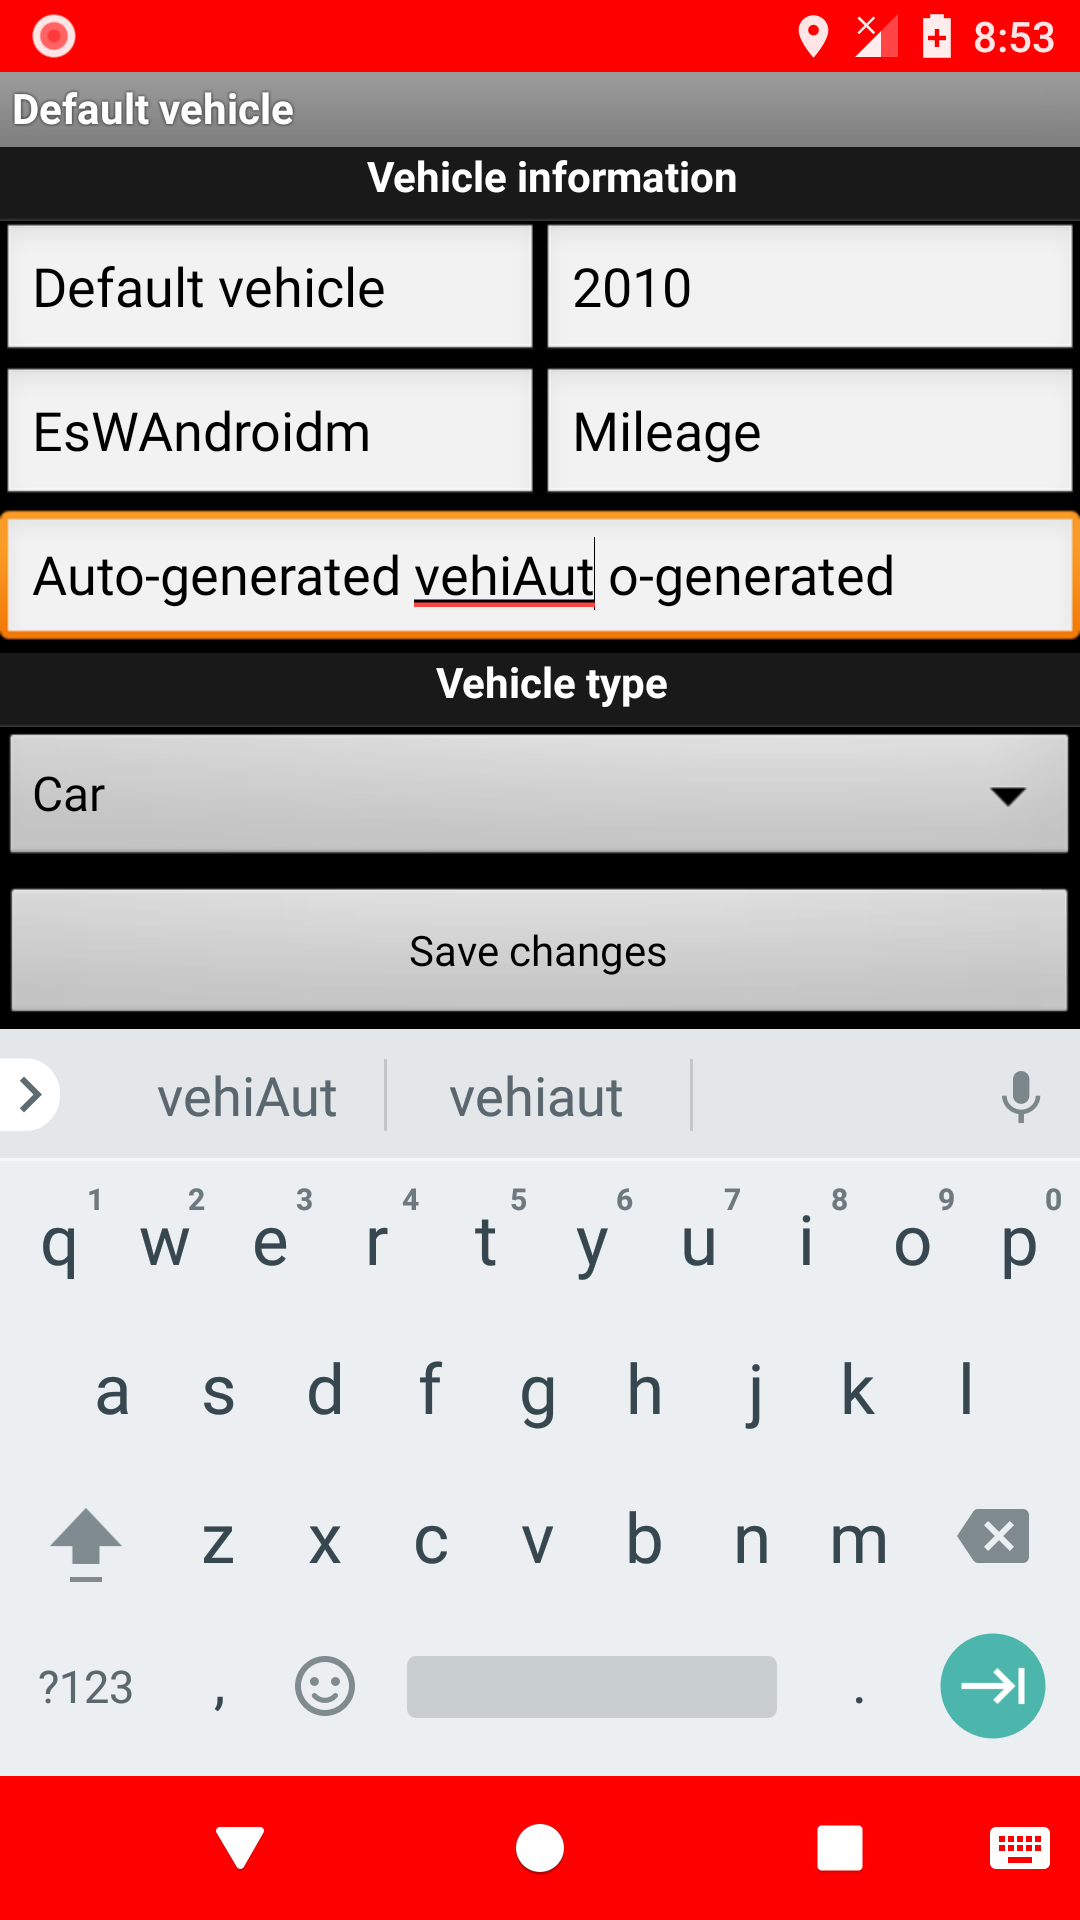 8:53
Default vehicle
Vehicle information
Default vehicle 2010
EsWAndroidm Mileage
Auto-generated vehiAut o-generated
Vehicle type
Car
Save changes
vehiAut vehiaut
1 2 3 4 5 6 7 8 9 0
q w e r t y u i o p
a s d f g h j k l
z x c v b n m
?123 , .